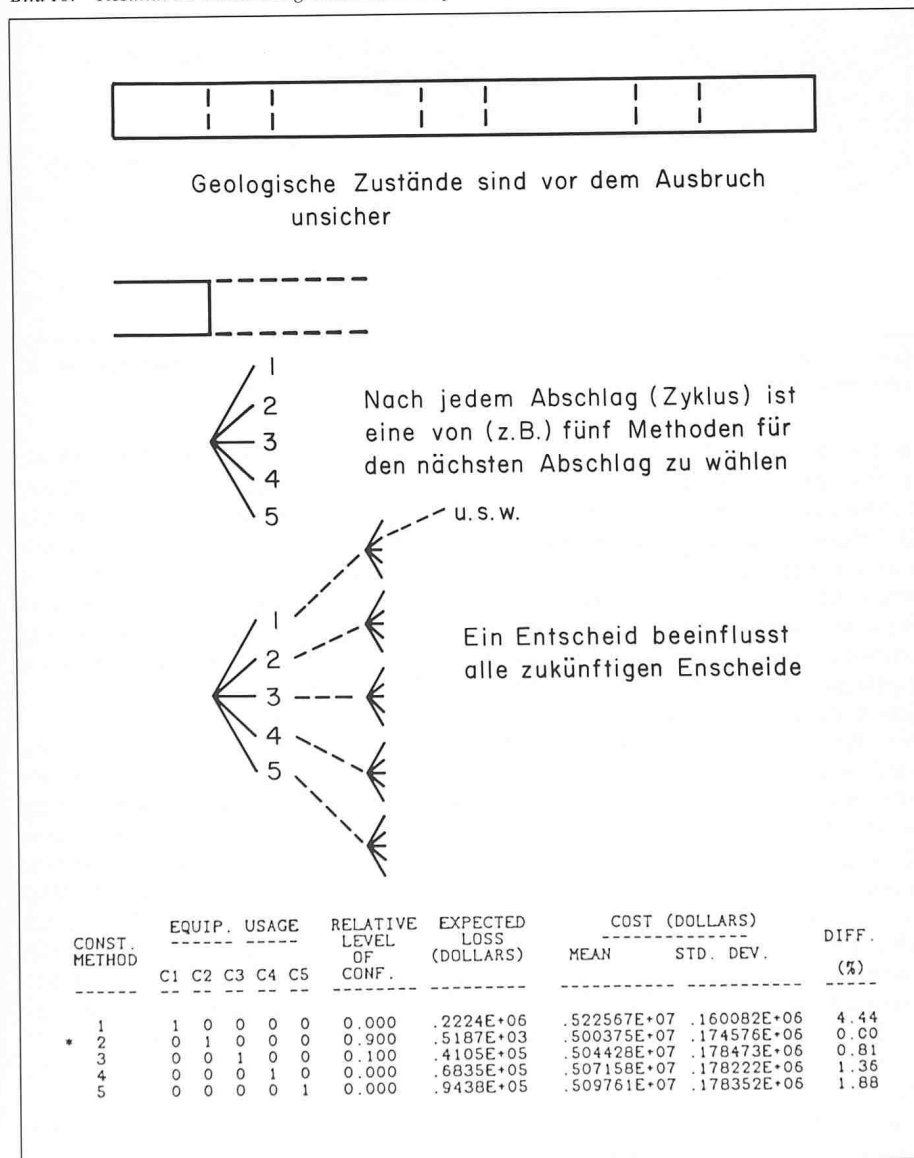 Geologische Zustände sind vor dem Ausbruch
unsicher
1
2
3
4
5
Nach jedem Abschlag (Zyklus) ist
eine von (z.B.) fünf Methoden für
den nächsten Abschlag zu wählen
u.s.w.
1
2
3
4
5
Ein Entscheid beeinflusst
alle zukünftigen Enscheide
CONST. METHOD EQUIP. USAGE RELATIVE LEVEL OF CONF. EXPECTED LOSS (DOLLARS) COST (DOLLARS) DIFF.
C1 C2 C3 C4 C5 MEAN STD. DEV. (%)
1 1 0 0 0 0 0.000 .2224E+06 .522567E+07 .160082E+06 4.44
* 2 0 1 0 0 0 0.900 .5187E+03 .500375E+07 .174576E+06 0.00
3 0 0 1 0 0 0.100 .4105E+05 .504428E+07 .178473E+06 0.81
4 0 0 0 1 0 0.000 .6835E+05 .507158E+07 .178222E+06 1.36
5 0 0 0 0 1 0.000 .9438E+05 .509761E+07 .178352E+06 1.88